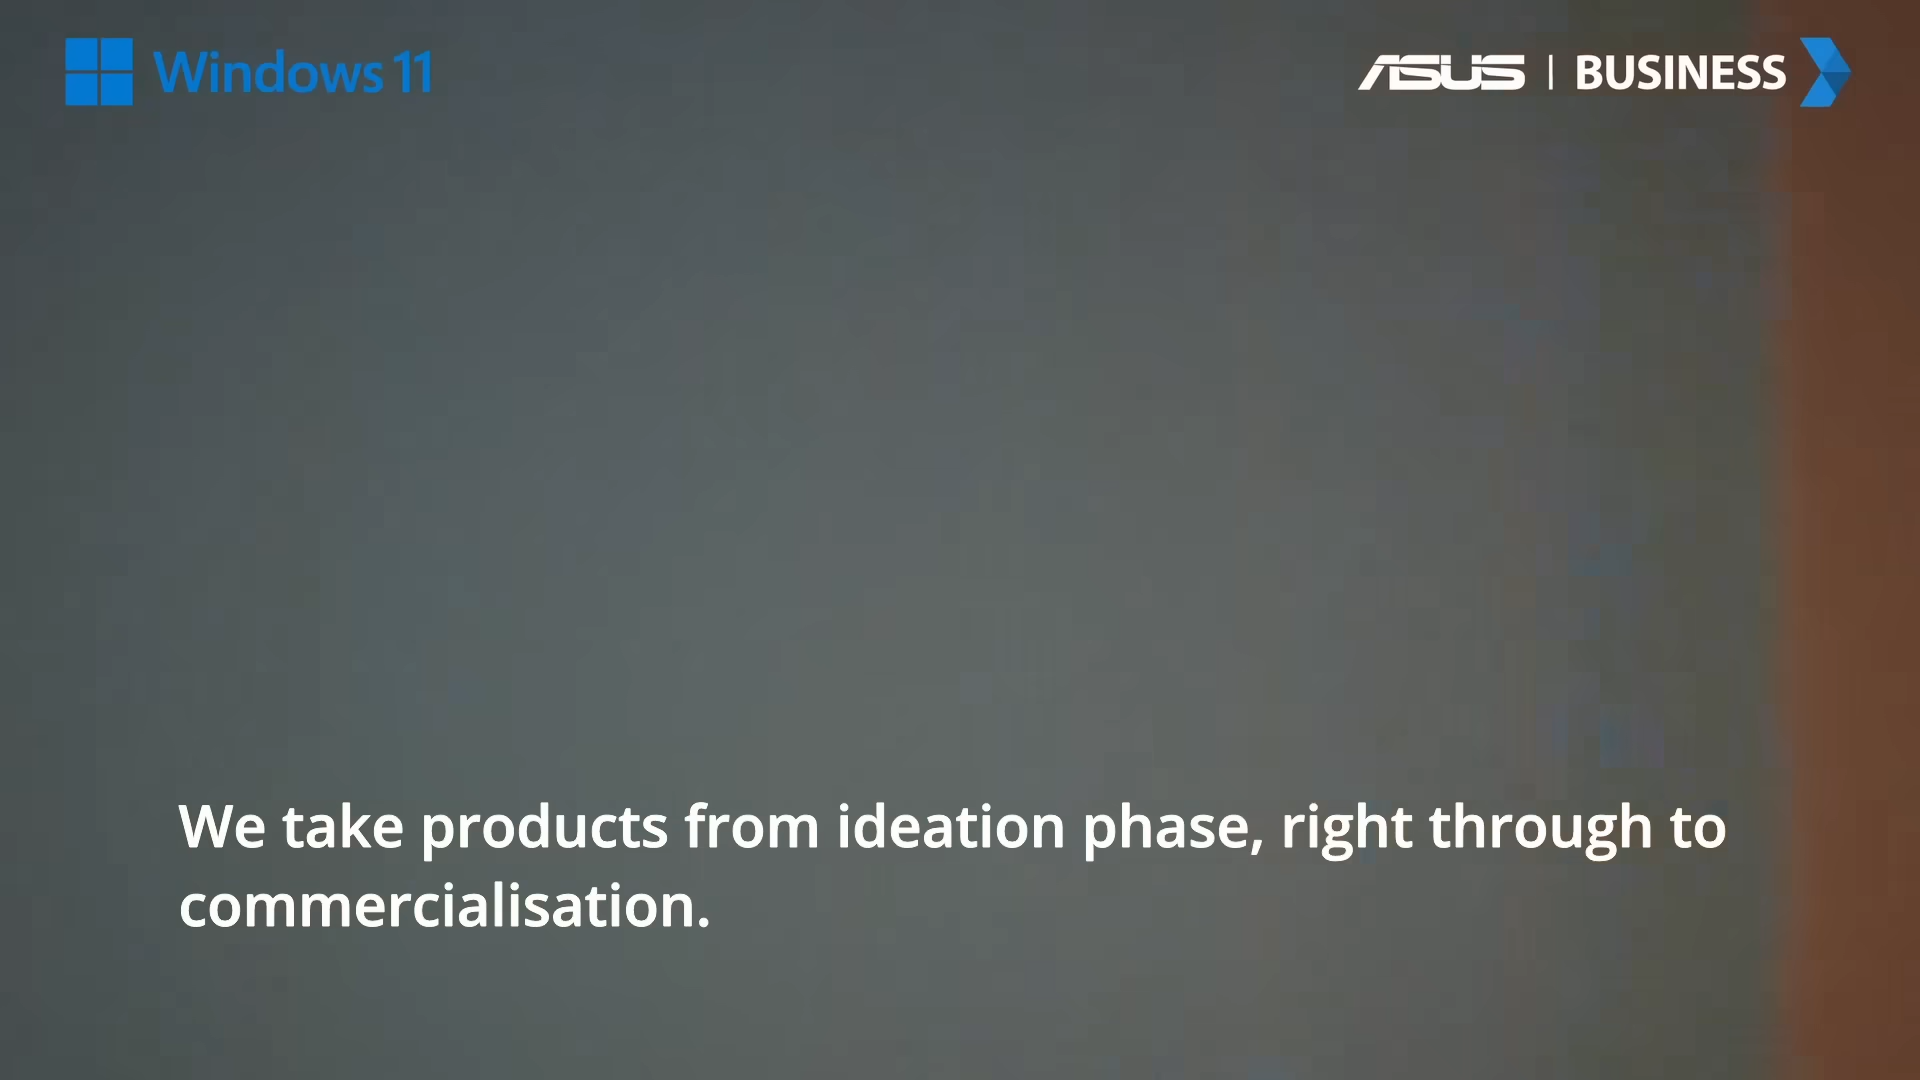 Windows 11
ASUS | BUSINESS
We take products from ideation phase, right through to
commercialisation.